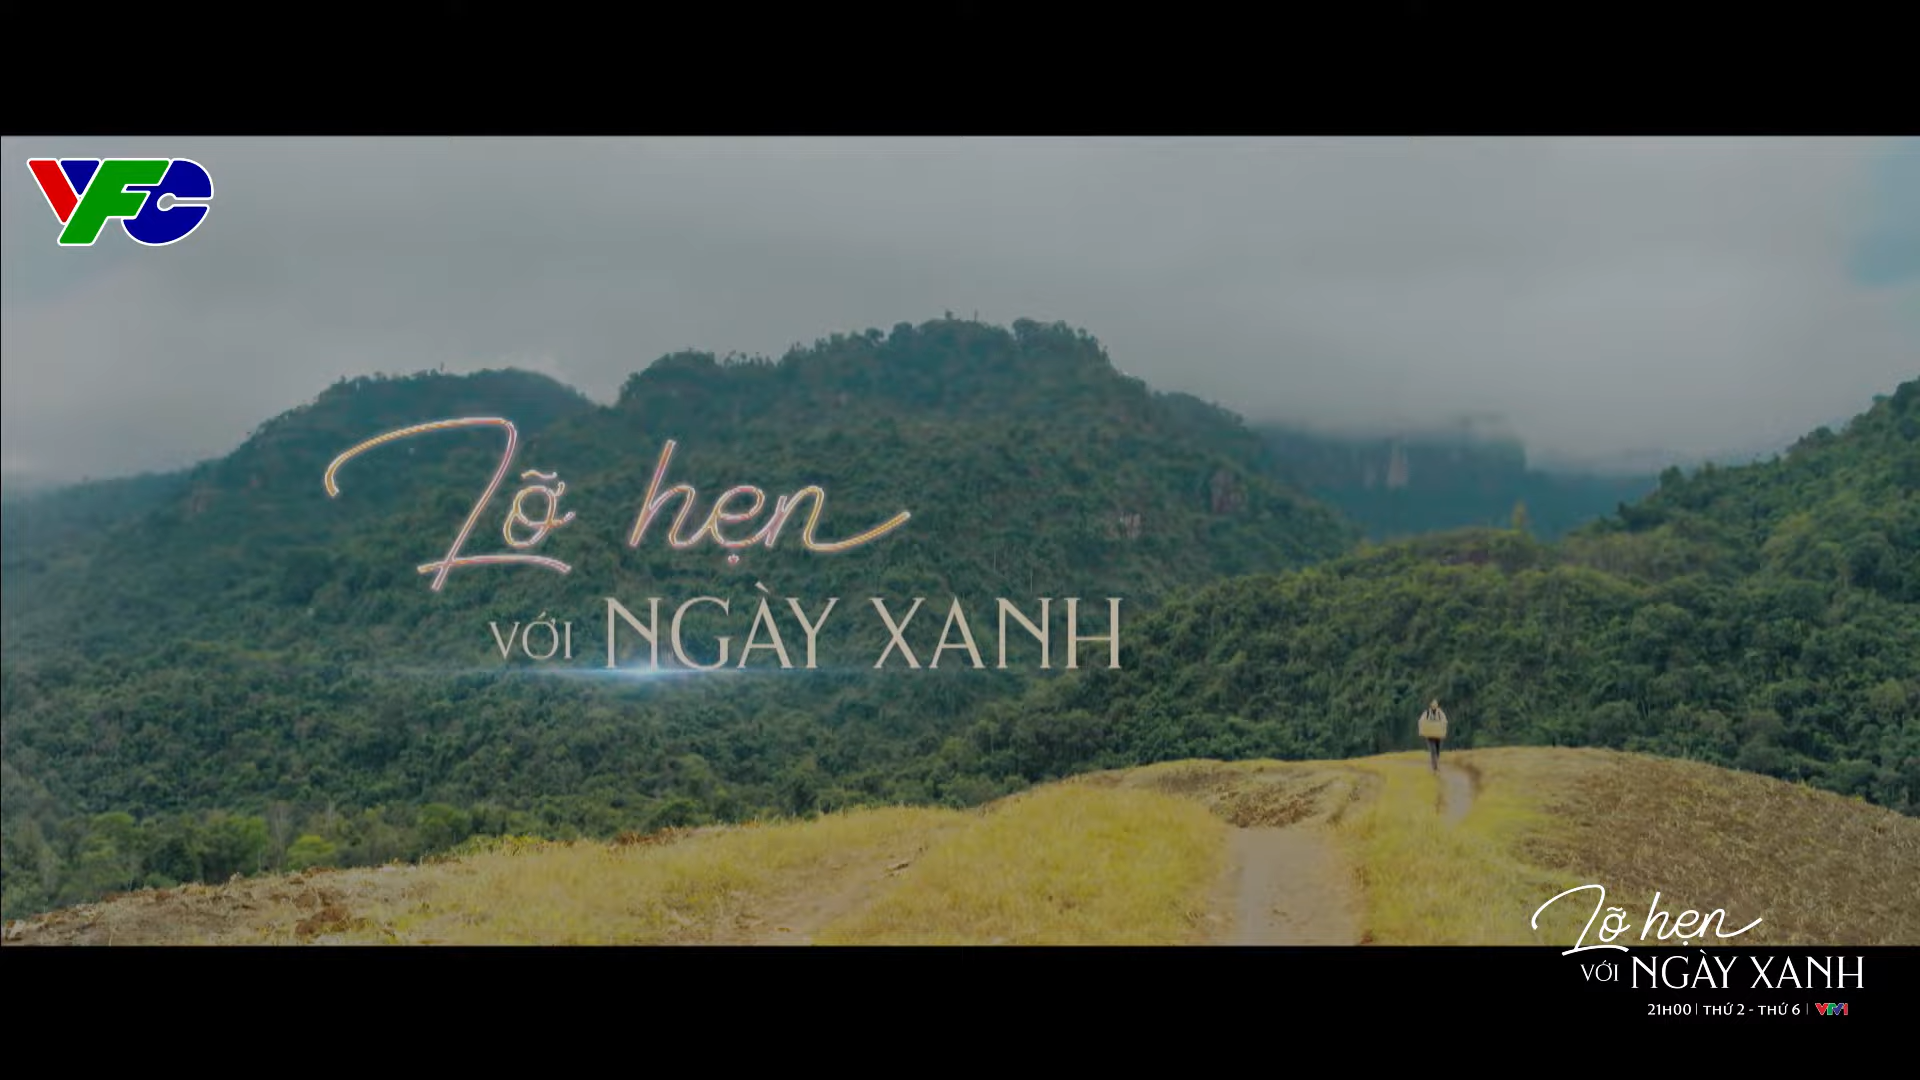 VFC
Lỡ hẹn
VỚI NGÀY XANH
Lỡ hẹn
VỚI NGÀY XANH
21H00 | THỨ 2 - THỨ 6 | VTV1